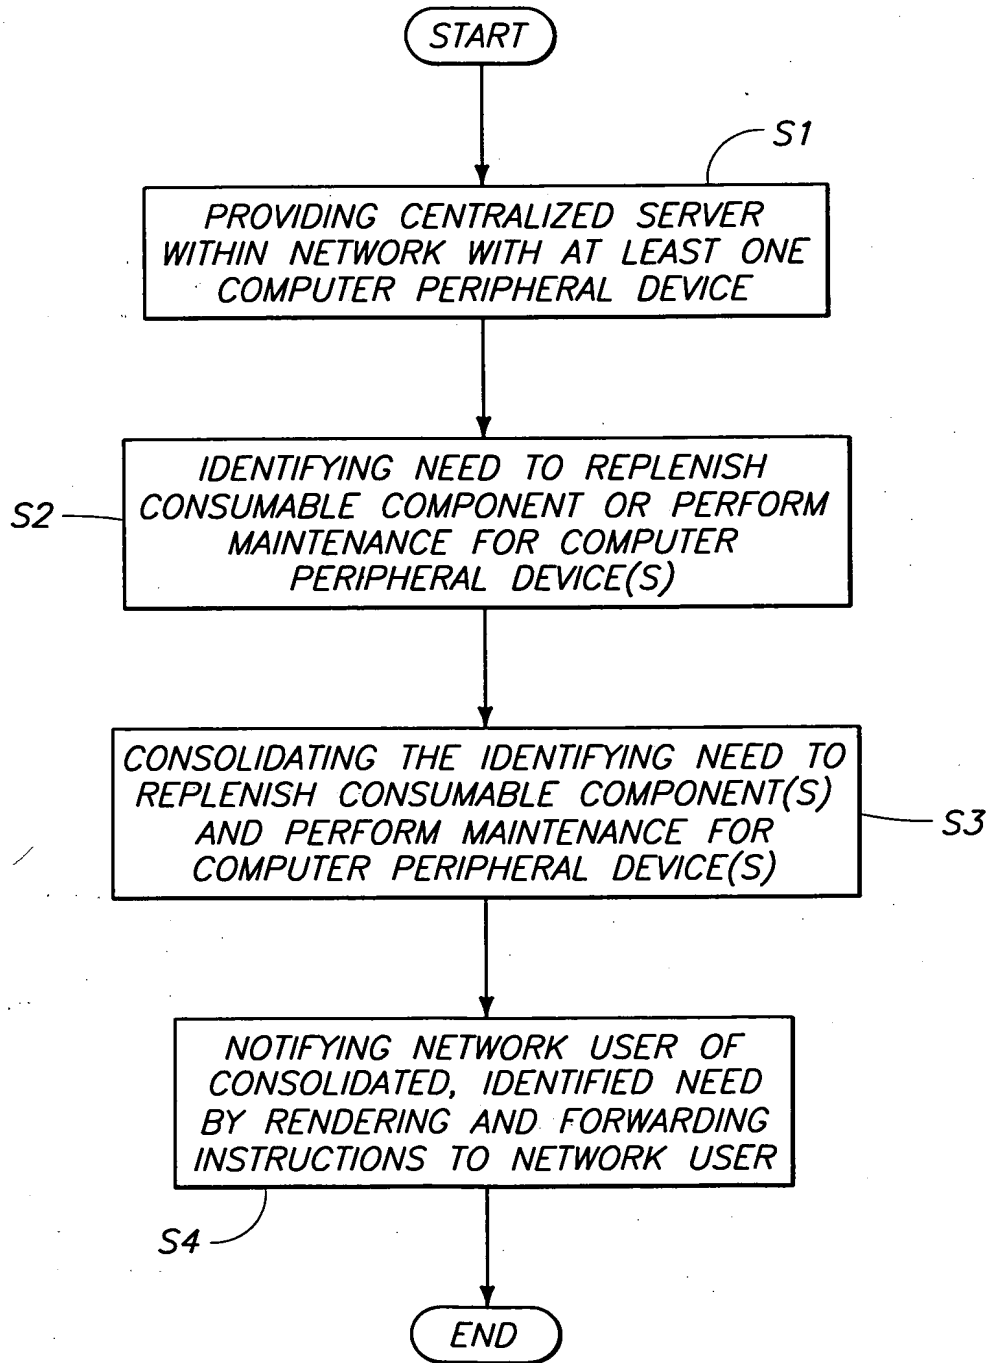 START
S1
PROVIDING CENTRALIZED SERVER
WITHIN NETWORK WITH AT LEAST ONE
COMPUTER PERIPHERAL DEVICE
IDENTIFYING NEED TO REPLENISH
CONSUMABLE COMPONENT OR PERFORM
MAINTENANCE FOR COMPUTER
PERIPHERAL DEVICE(S)
S2
CONSOLIDATING THE IDENTIFYING NEED TO
REPLENISH CONSUMABLE COMPONENT(S)
AND PERFORM MAINTENANCE FOR
COMPUTER PERIPHERAL DEVICE(S)
S3
NOTIFYING NETWORK USER OF
CONSOLIDATED, IDENTIFIED NEED
BY RENDERING AND FORWARDING
INSTRUCTIONS TO NETWORK USER
S4
END